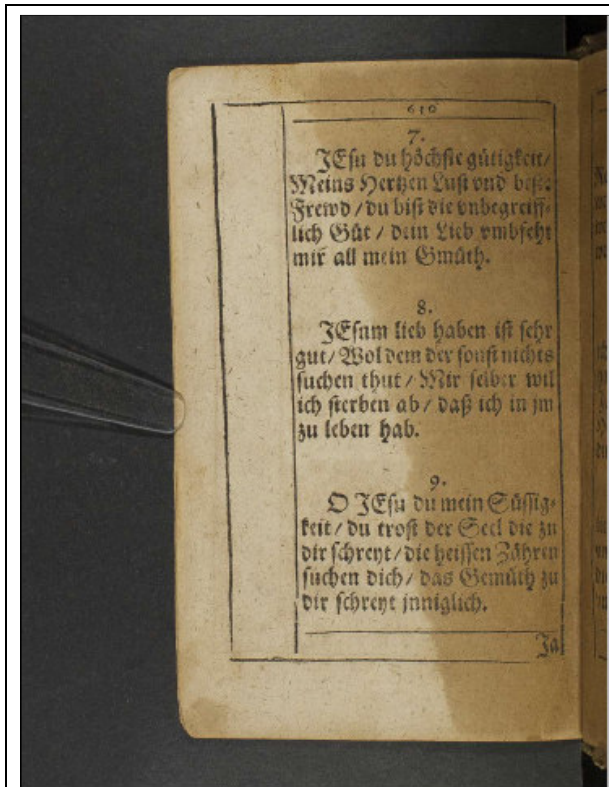 610
7.
JEsu du höchste gütigkeit/
Meins Hertzen Lust vnd beste
Frewd / du bist die vnbegreiff-
lich Güt / dein Lieb vmbfeht
mir all mein Gmüth.
8.
JEsum lieb haben ist sehr
gut/ Wol dem der sonst nichts
suchen thut / Mir selber wil
ich sterben ab / daß ich in jm
zu leben hab.
9.
O JEsu du mein Süssig-
keit / du trost der Seel die zu
dir schreyt / die heissen Zähren
suchen dich / das Gemüth zu
dir schreyt jnniglich.
Ja